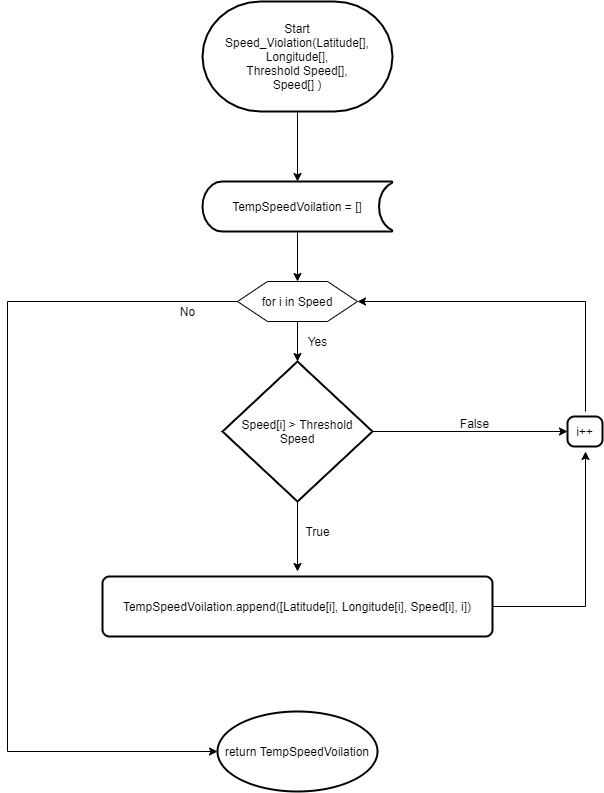 Start
Speed_Violation(Latitude[],
Longitude[],
Threshold Speed[],
Speed[] )
TempSpeedVoilation = []
for i in Speed
No
Yes
Speed[i] > Threshold
Speed
False
i++
True
TempSpeedVoilation.append([Latitude[i], Longitude[i], Speed[i], i])
return TempSpeedVoilation